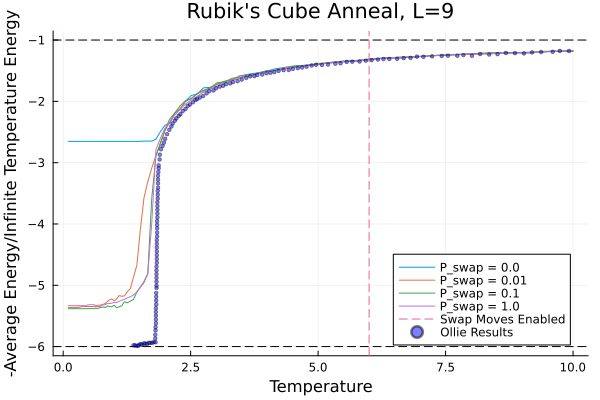 Rubik's Cube Anneal, L=9
-Average Energy/Infinite Temperature Energy
−1
−2
−3
−4
−5
−6
P_swap = 0.0
P_swap = 0.01
P_swap = 0.1
P_swap = 1.0
Swap Moves Enabled
Ollie Results
0.0 2.5 5.0 7.5 10.0
Temperature